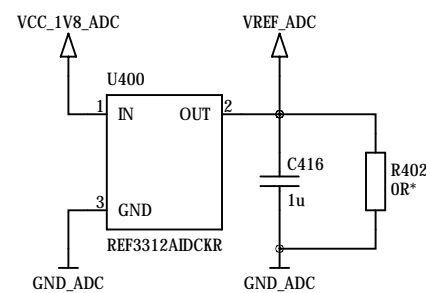 VCC_1V8_ADC
VREF_ADC
U400
1 IN OUT 2
C416
1u
R402
0R*
3 GND
REF3312AIDCKR
GND_ADC
GND_ADC